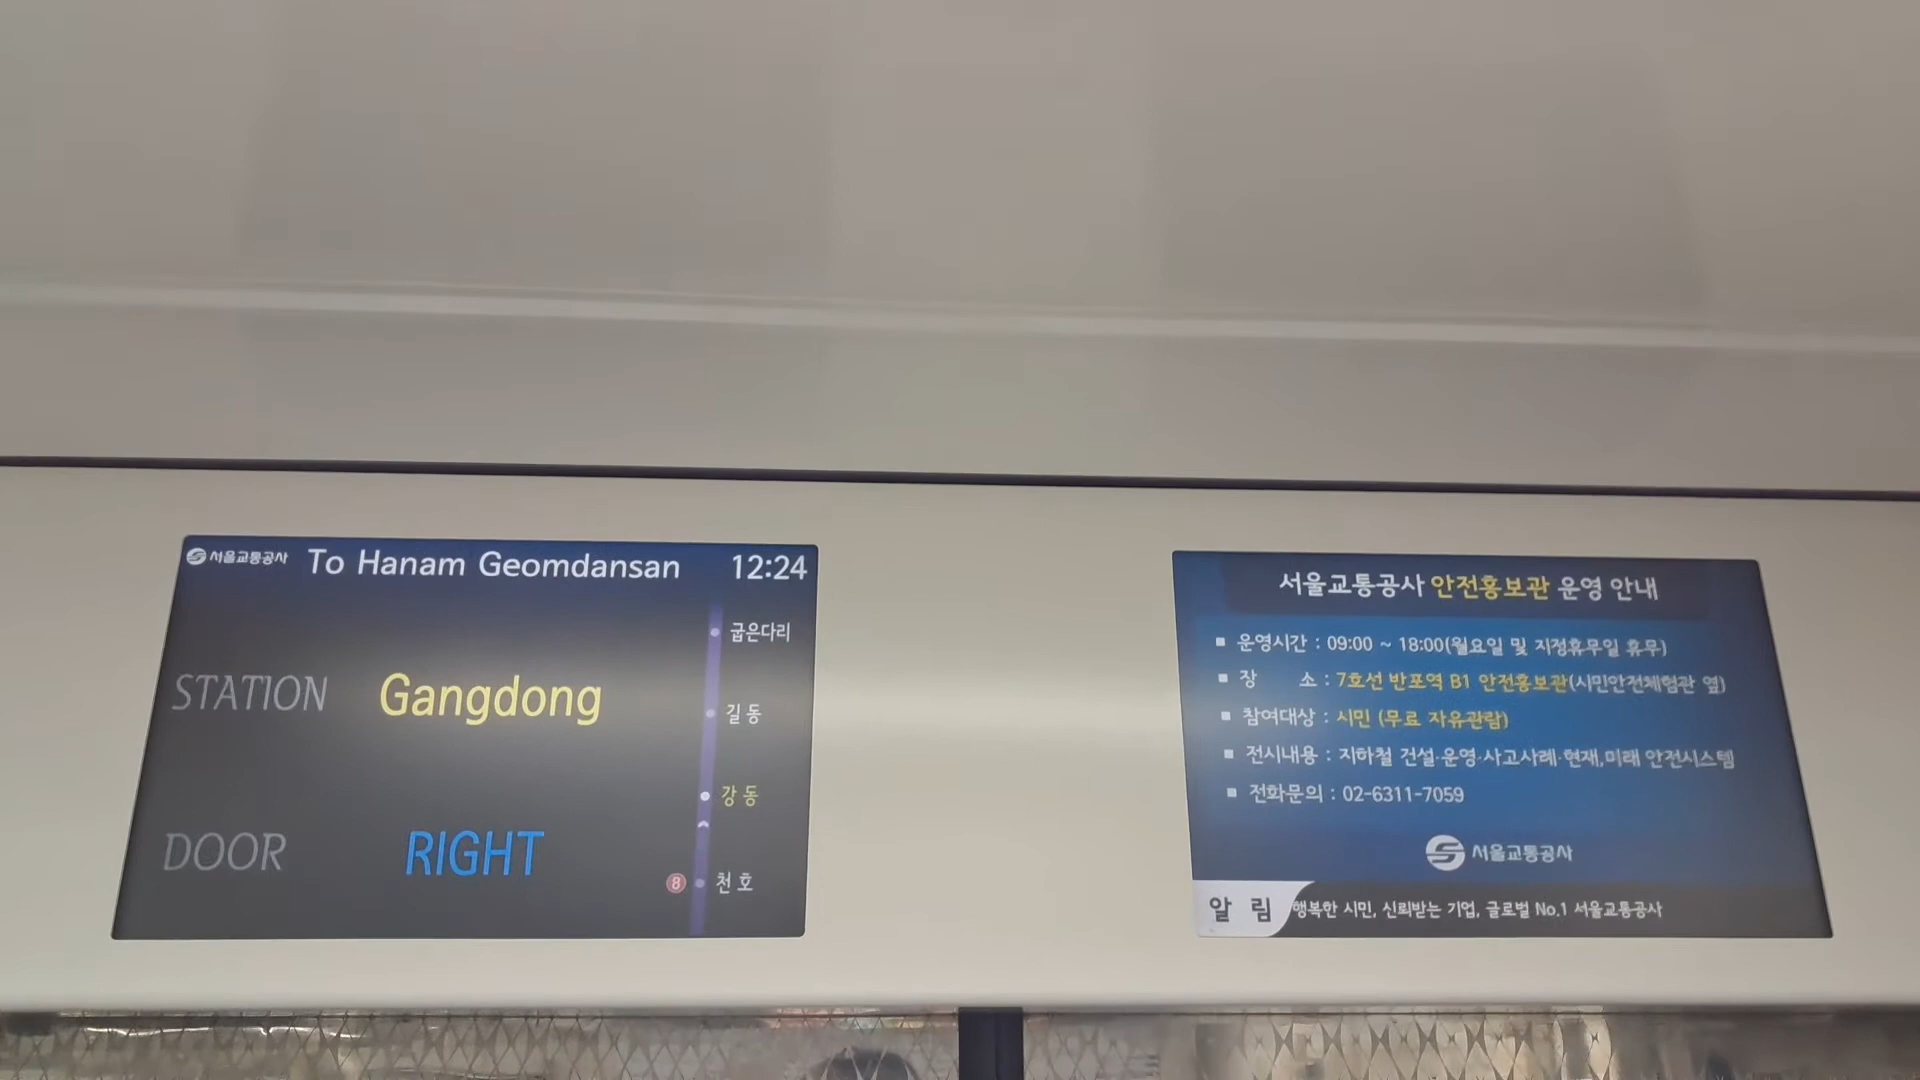 서울교통공사 To Hanam Geomdansan 12:24
STATION Gangdong
DOOR RIGHT
굽은다리
길동
강동
8 천호
서울교통공사 안전홍보관 운영 안내
■ 운영시간 : 09:00 ~ 18:00(월요일 및 지정휴무일 휴무)
■ 장 소 : 7호선 반포역 B1 안전홍보관(시민안전체험관 옆)
■ 참여대상 : 시민 (무료 자유관람)
■ 전시내용 : 지하철 건설·운영·사고사례·현재,미래 안전시스템
■ 전화문의 : 02-6311-7059
서울교통공사
알 림 행복한 시민, 신뢰받는 기업, 글로벌 No.1 서울교통공사